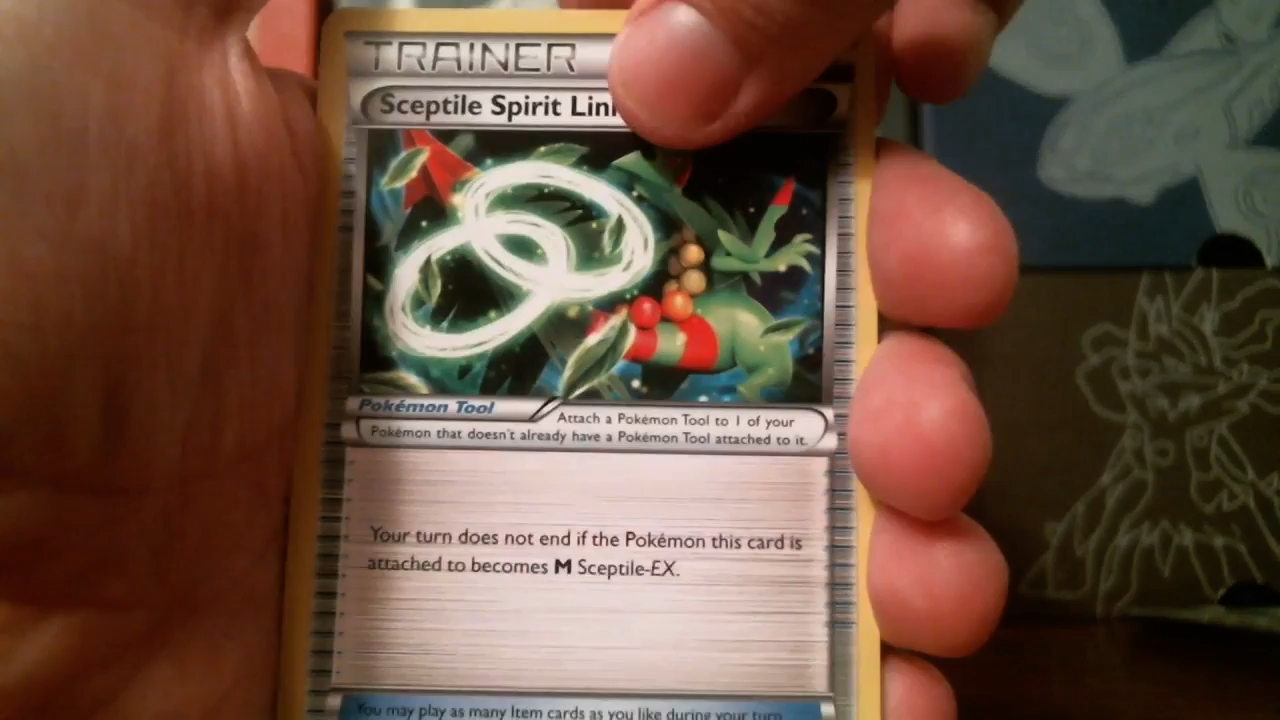 TRAINER
Sceptile Spirit Lin
Pokémon Tool
Attach a Pokémon Tool to 1 of your
Pokémon that doesn't already have a Pokémon Tool attached to it.
Your turn does not end if the Pokémon this card is
attached to becomes M Sceptile-EX.
You may play as many Item cards as you like during your turn